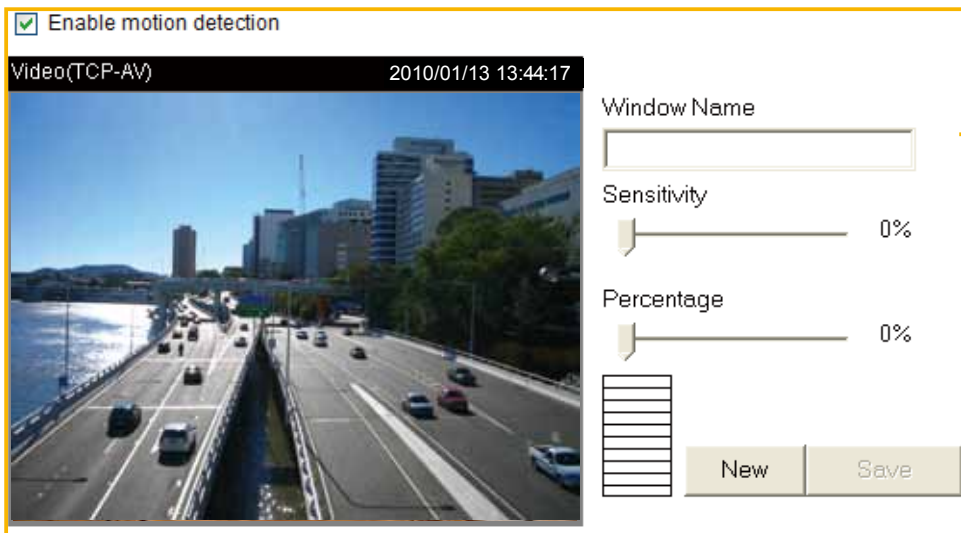 Enable motion detection
Video(TCP-AV) 2010/01/13 13:44:17
Window Name
Sensitivity
0%
Percentage
0%
New Save